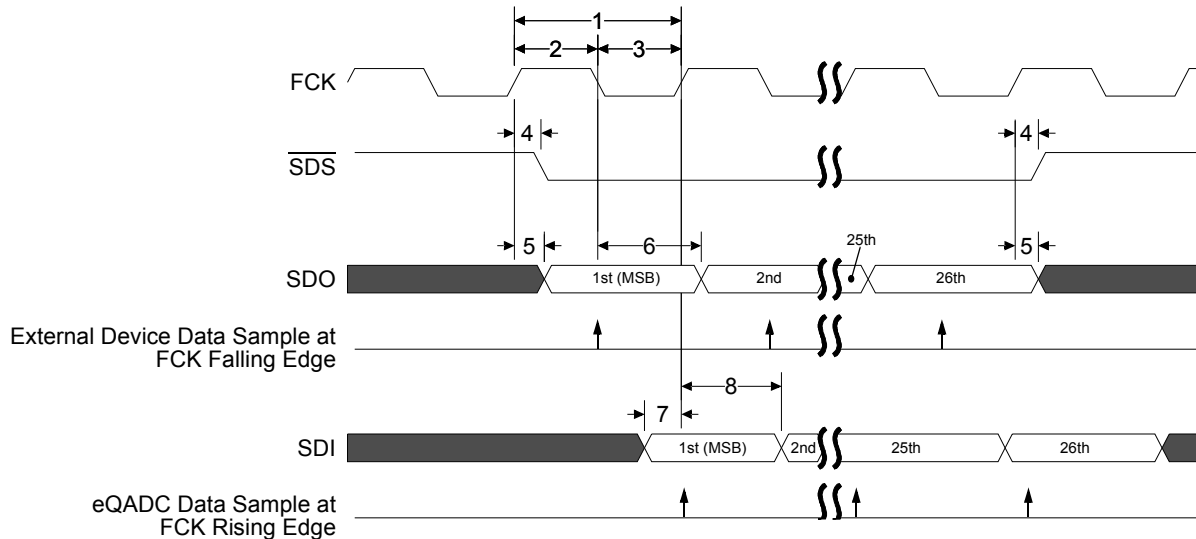 1
2 3
FCK
4 4
SDS
5 6 25th 5
SDO 1st (MSB) 2nd 26th
External Device Data Sample at
FCK Falling Edge
7 8
SDI 1st (MSB) 2nd 25th 26th
eQADC Data Sample at
FCK Rising Edge